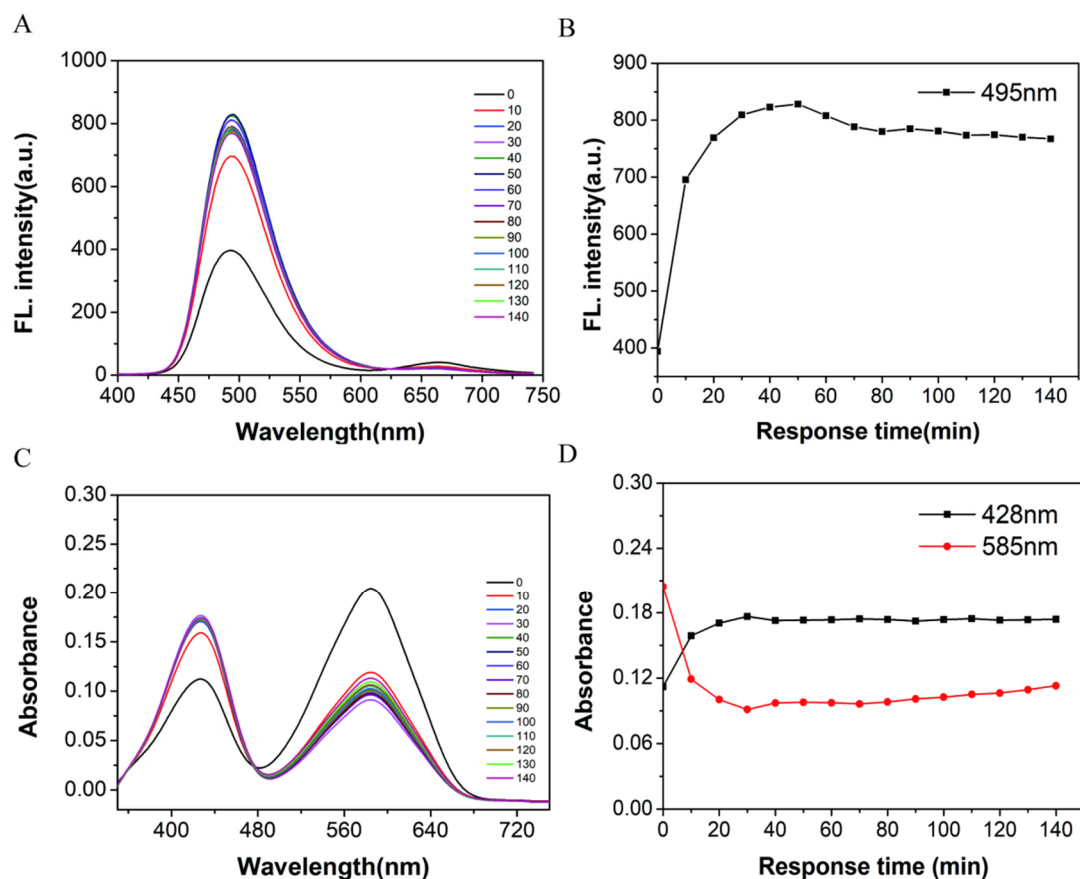 A
1000
800
600
400
200
0
FL. intensity(a.u.)
400 450 500 550 600 650 700 750
Wavelength(nm)
0
10
20
30
40
50
60
70
80
90
100
110
120
130
140
B
900
800
700
600
500
400
FL. intensity(a.u.)
0 20 40 60 80 100 120 140
Response time(min)
495nm
C
0.30
0.25
0.20
0.15
0.10
0.05
0.00
Absorbance
400 480 560 640 720
Wavelength(nm)
0
10
20
30
40
50
60
70
80
90
100
110
120
130
140
D
0.30
0.24
0.18
0.12
0.06
0.00
Absorbance
0 20 40 60 80 100 120 140
Response time (min)
428nm
585nm